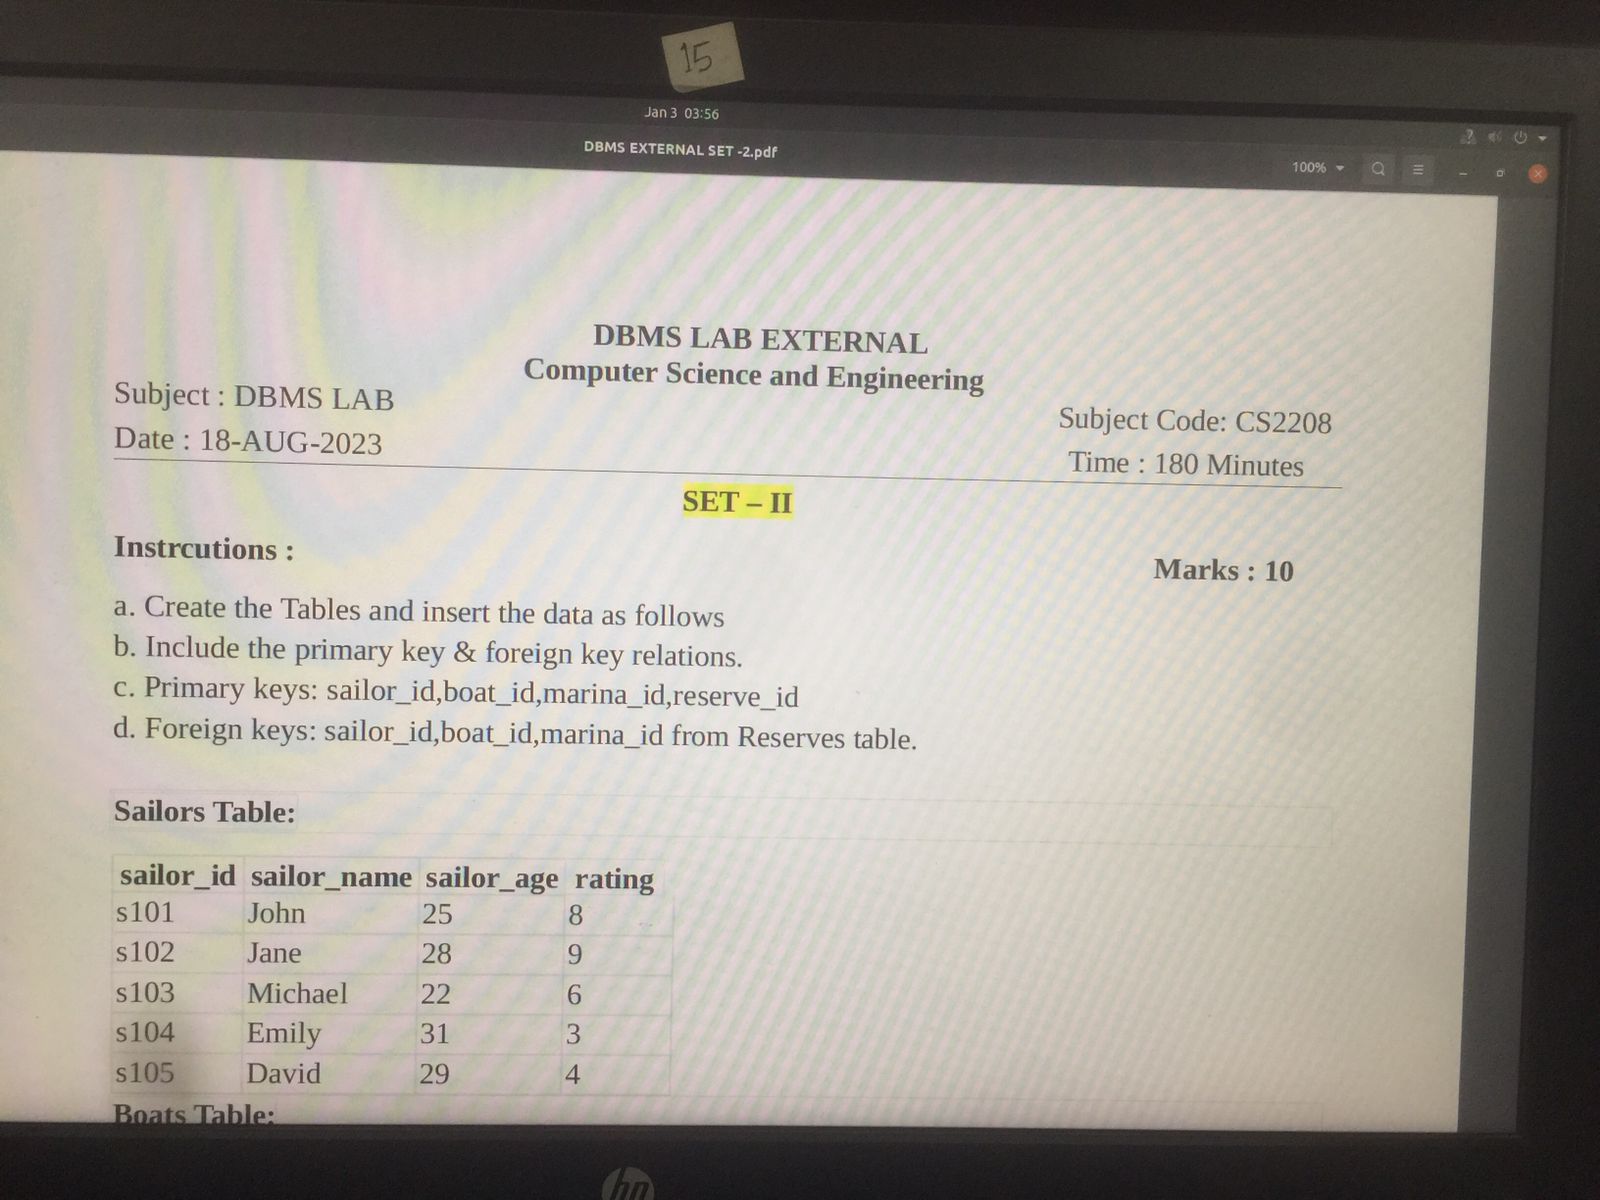 15
Jan 3 03:56
DBMS EXTERNAL SET -2.pdf
100%
DBMS LAB EXTERNAL
Computer Science and Engineering
Subject : DBMS LAB
Subject Code: CS2208
Date : 18-AUG-2023
Time : 180 Minutes
SET – II
Instrcutions :
Marks : 10
a. Create the Tables and insert the data as follows
b. Include the primary key & foreign key relations.
c. Primary keys: sailor_id,boat_id,marina_id,reserve_id
d. Foreign keys: sailor_id,boat_id,marina_id from Reserves table.
Sailors Table:
sailor_id sailor_name sailor_age rating
s101 John 25 8
s102 Jane 28 9
s103 Michael 22 6
s104 Emily 31 3
s105 David 29 4
Boats Table:
hp